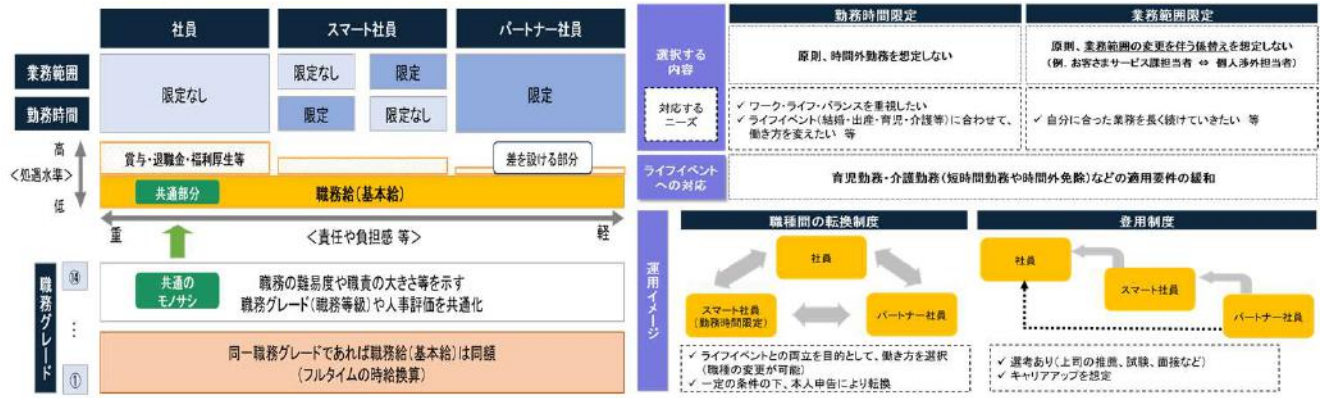 社員
スマート社員
パートナー社員
業務範囲
勤務時間
限定なし
限定なし
限定
限定
限定なし
限定
高
<処遇水準>
低
賞与・退職金・福利厚生等
差を設ける部分
共通部分
職務給(基本給)
重
<責任や負担感 等>
軽
職務グレード
⑭
⋮
①
共通の
モノサシ
職務の難易度や職責の大きさ等を示す
職務グレード(職務等級)や人事評価を共通化
同一職務グレードであれば職務給(基本給)は同額
(フルタイムの時給換算)
勤務時間限定
業務範囲限定
選択する
内容
原則、時間外勤務を想定しない
原則、業務範囲の変更を伴う係替えを想定しない
(例. お客さまサービス課担当者 ⇔ 個人渉外担当者)
対応する
ニーズ
✓ ワーク・ライフ・バランスを重視したい
✓ ライフイベント(結婚・出産・育児・介護等)に合わせて、
働き方を変えたい 等
✓ 自分に合った業務を長く続けていきたい 等
ライフイベント
への対応
育児勤務・介護勤務(短時間勤務や時間外免除)などの適用要件の緩和
運用イメージ
職種間の転換制度
登用制度
社員
スマート社員
(勤務時間限定)
パートナー社員
社員
スマート社員
パートナー社員
✓ ライフイベントとの両立を目的として、働き方を選択
(職種の変更が可能)
✓ 一定の条件の下、本人申告により転換
✓ 選考あり(上司の推薦、試験、面接など)
✓ キャリアアップを想定